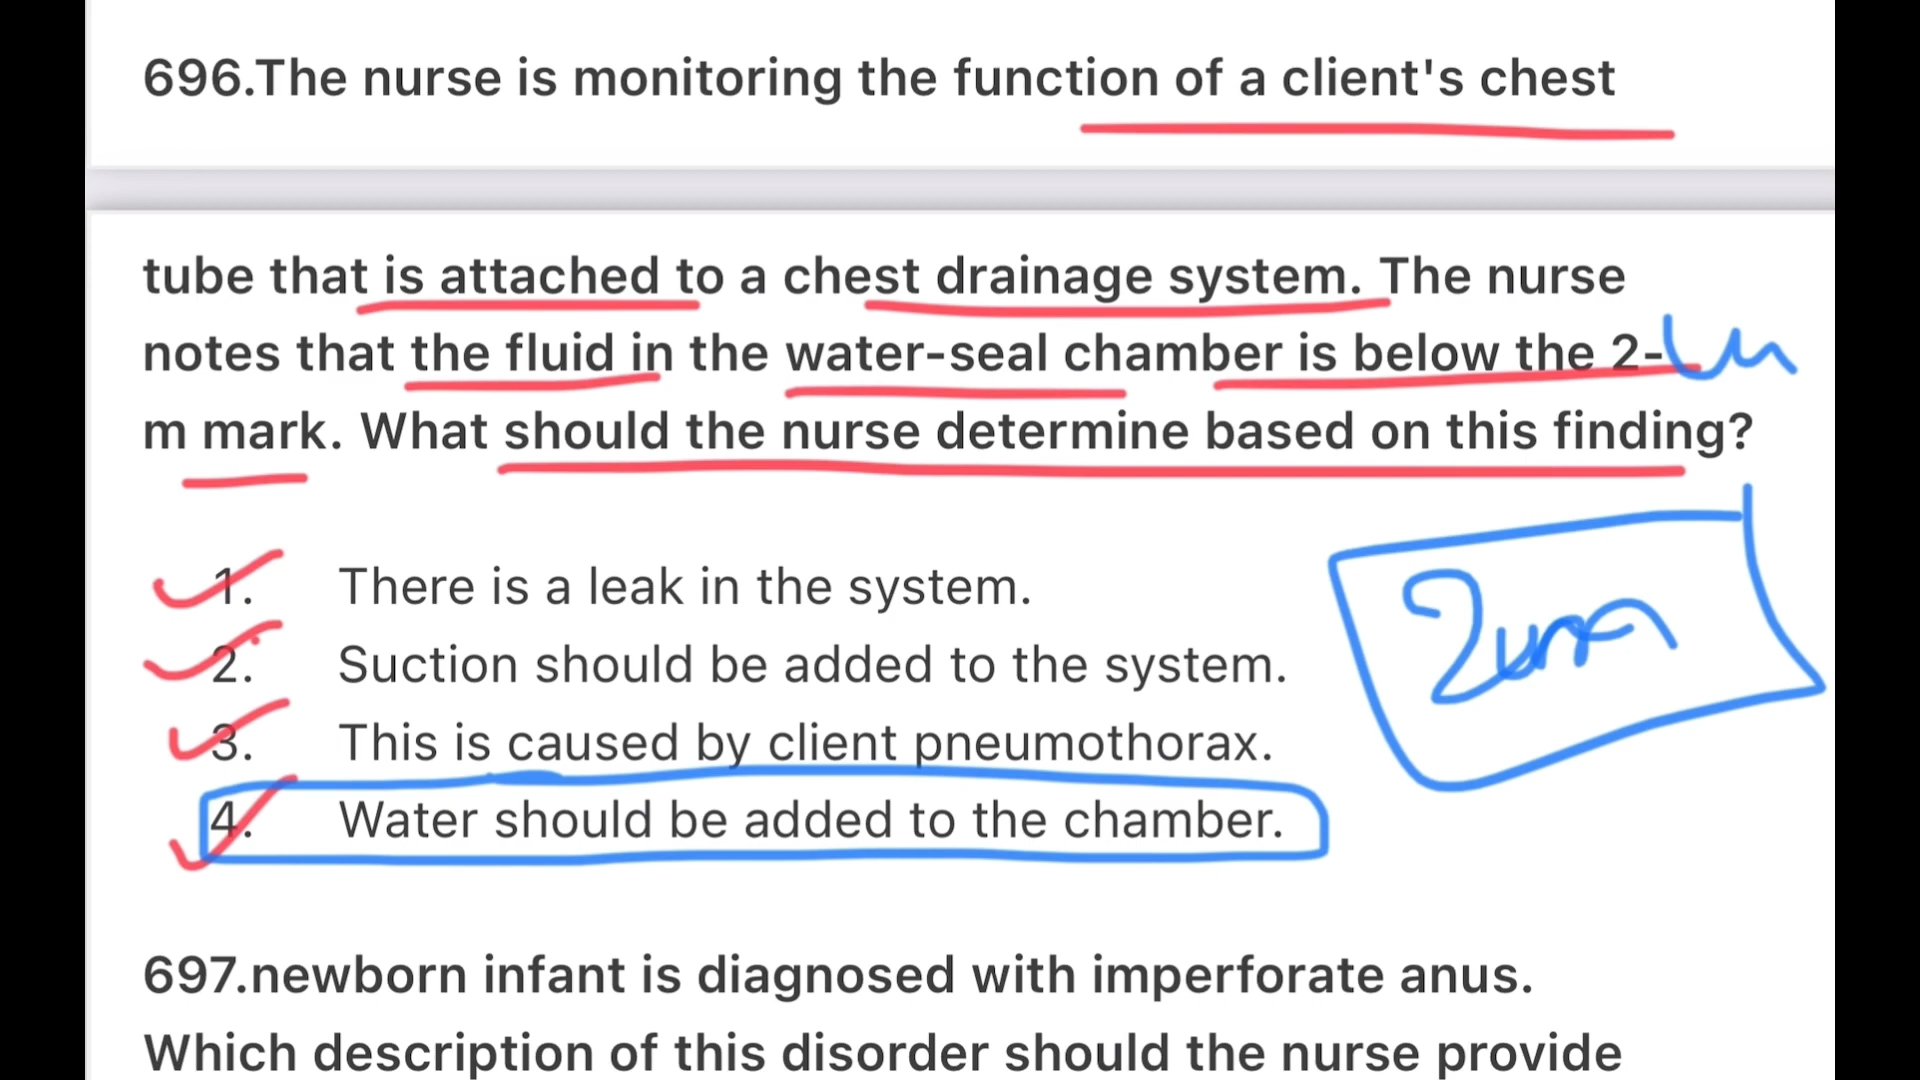 696.The nurse is monitoring the function of a client's chest
tube that is attached to a chest drainage system. The nurse
notes that the fluid in the water-seal chamber is below the 2-
m mark. What should the nurse determine based on this finding?
1. There is a leak in the system.
2. Suction should be added to the system.
3. This is caused by client pneumothorax.
4. Water should be added to the chamber.
697.newborn infant is diagnosed with imperforate anus.
Which description of this disorder should the nurse provide